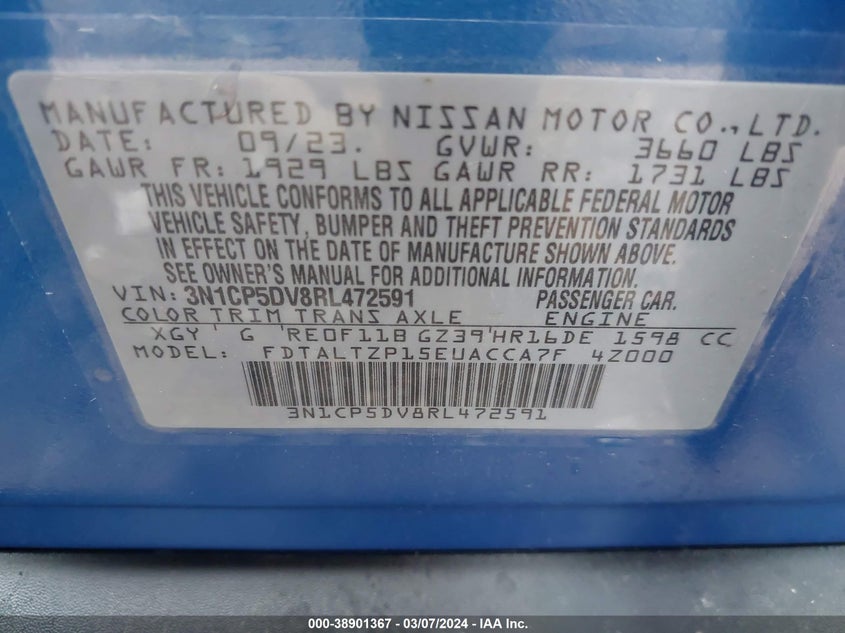 MANUFACTURED BY NISSAN MOTOR CO.,LTD.
DATE: 09/23. GVWR: 3660 LBS
GAWR FR: 1929 LBS GAWR RR: 1731 LBS
THIS VEHICLE CONFORMS TO ALL APPLICABLE FEDERAL MOTOR
VEHICLE SAFETY, BUMPER AND THEFT PREVENTION STANDARDS
IN EFFECT ON THE DATE OF MANUFACTURE SHOWN ABOVE.
SEE OWNER'S MANUAL FOR ADDITIONAL INFORMATION.
VIN: 3N1CP5DV8RL472591 PASSENGER CAR.
COLOR TRIM TRANS AXLE ENGINE
XGY ' G 'RE0F11B GZ39'HR16DE 1598 CC
MODEL: FDTALTZP15EUACCA7F 4Z000
3N1CP5DV8RL472591
000-38901367 - 03/07/2024 - IAA Inc.